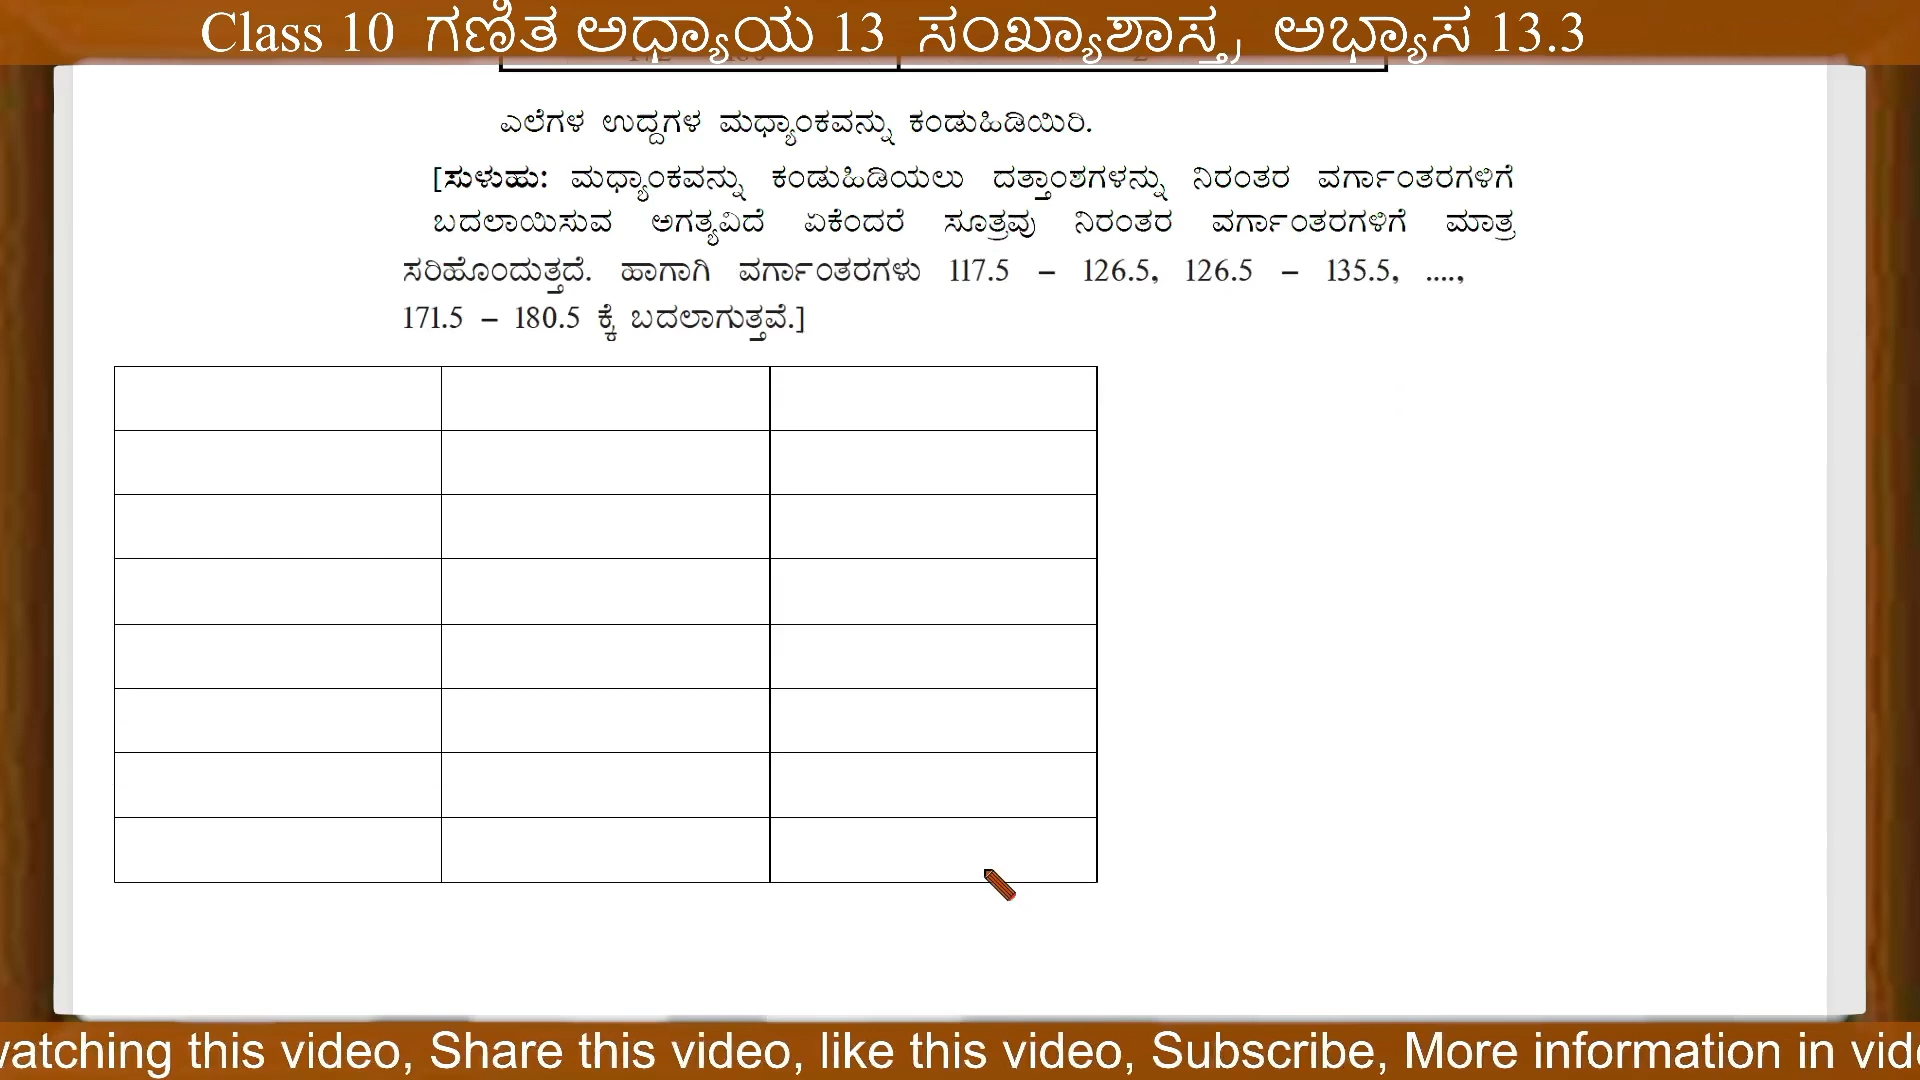 Class 10 ಗಣಿತ ಅಧ್ಯಾಯ 13 ಸಂಖ್ಯಾಶಾಸ್ತ್ರ ಅಭ್ಯಾಸ 13.3
ಎಲೆಗಳ ಉದ್ದಗಳ ಮಧ್ಯಾಂಕವನ್ನು ಕಂಡುಹಿಡಿಯಿರಿ.
[ಸುಳುಹು: ಮಧ್ಯಾಂಕವನ್ನು ಕಂಡುಹಿಡಿಯಲು ದತ್ತಾಂಶಗಳನ್ನು ನಿರಂತರ ವರ್ಗಾಂತರಗಳಿಗೆ
ಬದಲಾಯಿಸುವ ಅಗತ್ಯವಿದೆ ಏಕೆಂದರೆ ಸೂತ್ರವು ನಿರಂತರ ವರ್ಗಾಂತರಗಳಿಗೆ ಮಾತ್ರ
ಸರಿಹೊಂದುತ್ತದೆ. ಹಾಗಾಗಿ ವರ್ಗಾಂತರಗಳು 117.5 – 126.5, 126.5 – 135.5, ....,
171.5 – 180.5 ಕ್ಕೆ ಬದಲಾಗುತ್ತವೆ.]
watching this video, Share this video, like this video, Subscribe, More information in vide